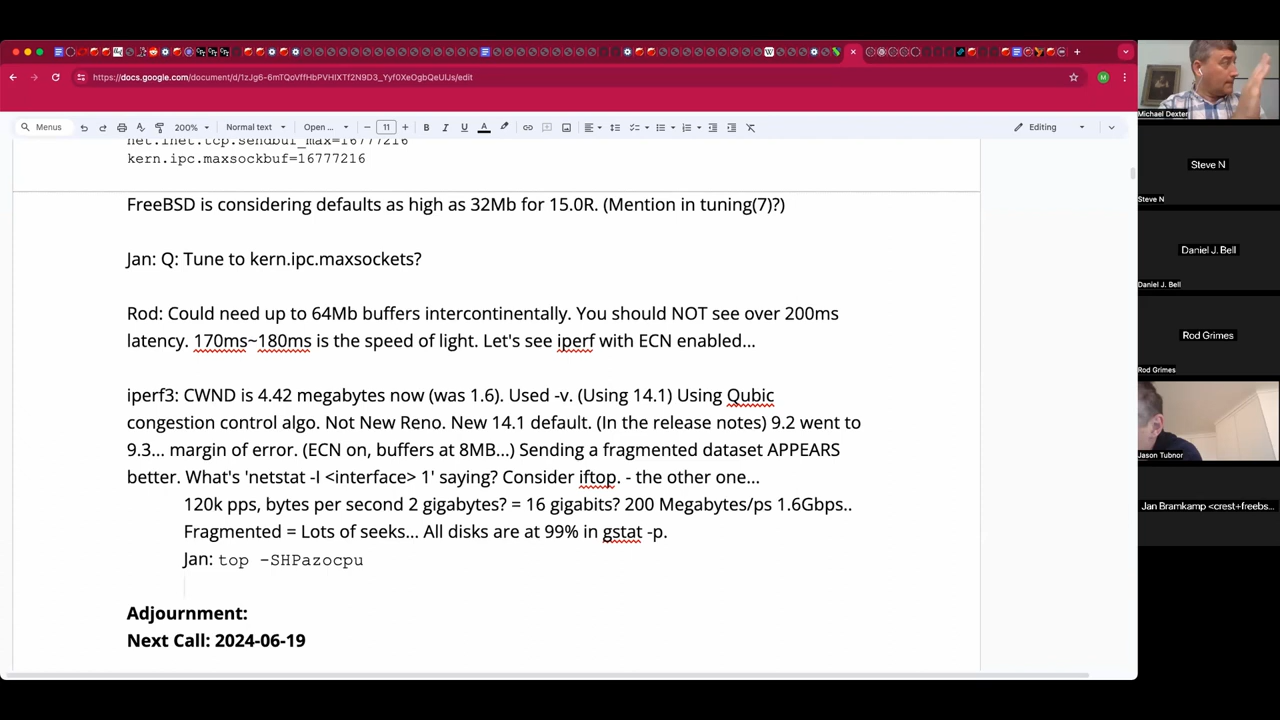 https://docs.google.com/document/d/1zJg6-6mTQoVffHbPVHIXTf2N9D3_Yyf0XeOgbQeUIJs/edit
M
Menus
200%
Normal text
Open ...
11
Editing
net.inet.tcp.sendbuf_max=16777216
kern.ipc.maxsockbuf=16777216
FreeBSD is considering defaults as high as 32Mb for 15.0R. (Mention in tuning(7)?)
Jan: Q: Tune to kern.ipc.maxsockets?
Rod: Could need up to 64Mb buffers intercontinentally. You should NOT see over 200ms
latency. 170ms~180ms is the speed of light. Let's see iperf with ECN enabled...
iperf3: CWND is 4.42 megabytes now (was 1.6). Used -v. (Using 14.1) Using Qubic
congestion control algo. Not New Reno. New 14.1 default. (In the release notes) 9.2 went to
9.3... margin of error. (ECN on, buffers at 8MB...) Sending a fragmented dataset APPEARS
better. What's 'netstat -I <interface> 1' saying? Consider iftop. - the other one...
120k pps, bytes per second 2 gigabytes? = 16 gigabits? 200 Megabytes/ps 1.6Gbps..
Fragmented = Lots of seeks... All disks are at 99% in gstat -p.
Jan: top -SHPazocpu
Adjournment:
Next Call: 2024-06-19
Michael Dexter
Steve N
Steve N
Daniel J. Bell
Daniel J. Bell
Rod Grimes
Rod Grimes
Jason Tubnor
Jan Bramkamp <crest+freebs...